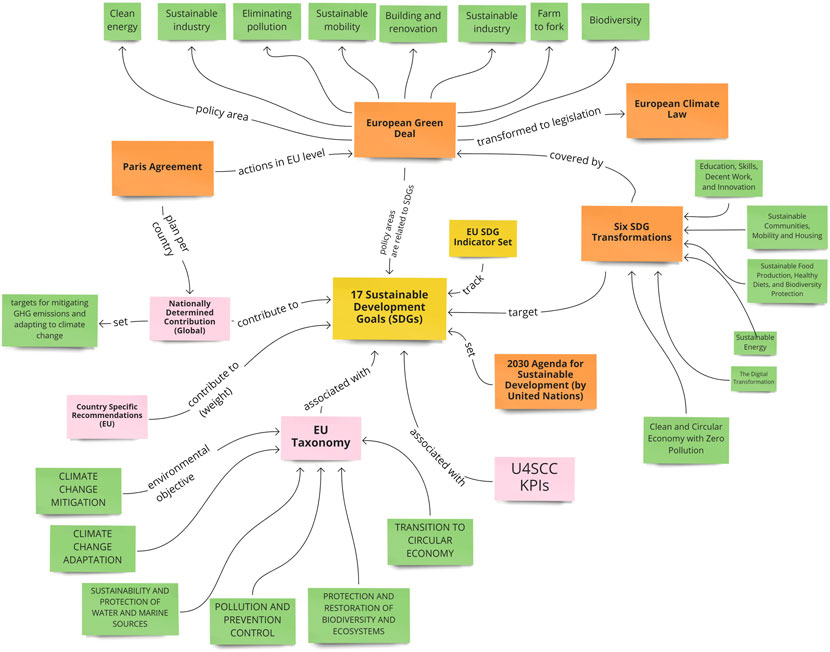 Clean
energy
Sustainable
industry
Eliminating
pollution
Sustainable
mobility
Building and
renovation
Sustainable
industry
Farm
to fork
Biodiversity
policy area
European Green
Deal
transformed to legislation
European Climate
Law
Paris Agreement
actions in EU level
covered by
Education, Skills,
Decent Work,
and Innovation
plan per
country
policy areas
are related to SDGs
EU SDG
Indicator Set
Six SDG
Transformations
Sustainable
Communities,
Mobility and Housing
Sustainable Food
Production, Healthy
Diets, and Biodiversity
Protection
track
targets for mitigating
GHG emissions and
adapting to climate
change
set
Nationally
Determined
Contribution
(Global)
contribute to
17 Sustainable
Development
Goals (SDGs)
target
Sustainable
Energy
set
2030 Agenda for
Sustainable
Development (by
United Nations)
The Digital
Transformation
contribute to
(weight)
associated with
Country Specific
Recommendations
(EU)
EU
Taxonomy
associated with
Clean and Circular
Economy with Zero
Pollution
environmental
objective
U4SCC
KPIs
CLIMATE
CHANGE
MITIGATION
CLIMATE
CHANGE
ADAPTATION
TRANSITION TO
CIRCULAR
ECONOMY
SUSTAINABILITY AND
PROTECTION OF
WATER AND MARINE
SOURCES
POLLUTION AND
PREVENTION
CONTROL
PROTECTION AND
RESTORATION OF
BIODIVERSITY AND
ECOSYSTEMS